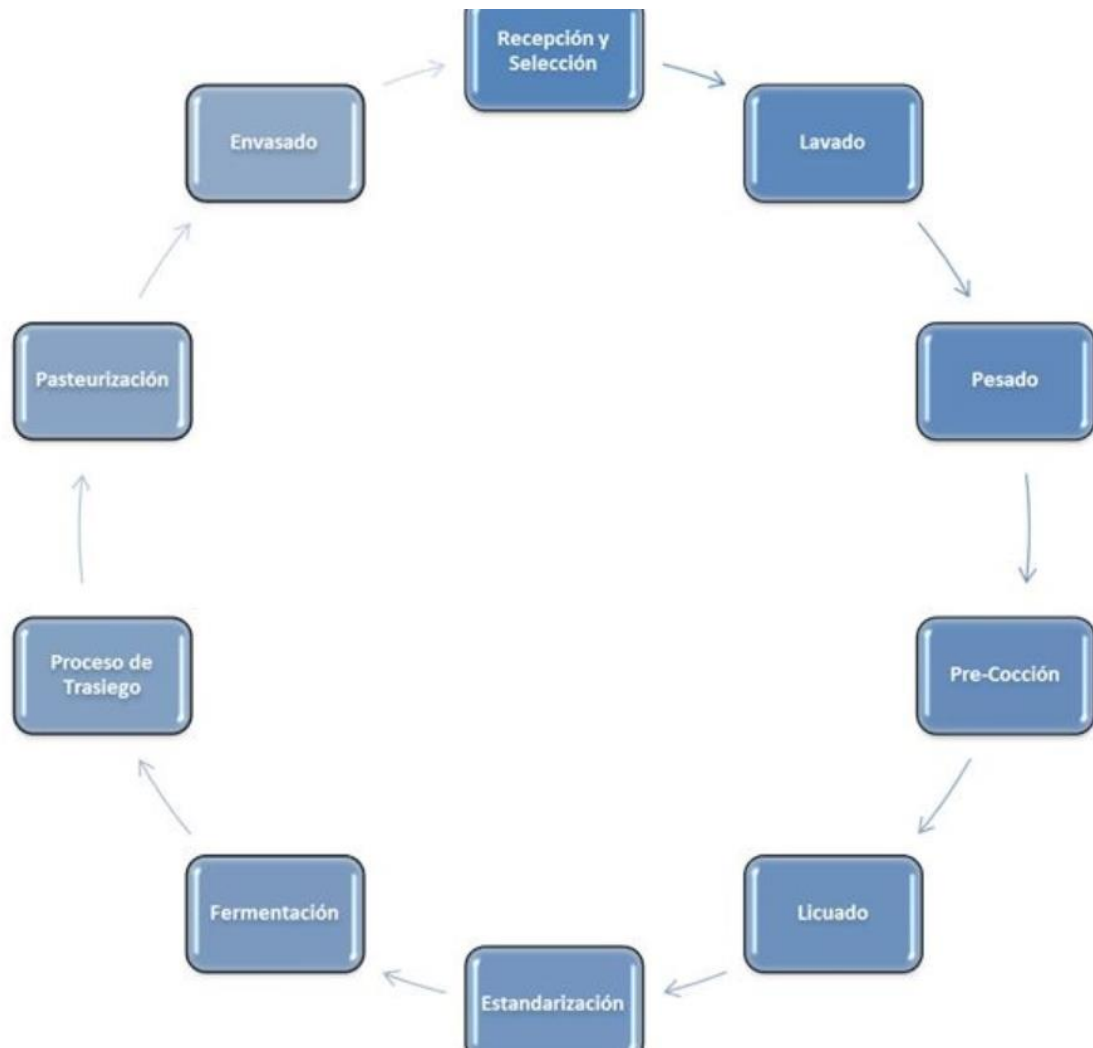 Recepción y
Selección
Lavado
Pesado
Pre-Cocción
Licuado
Estandarización
Fermentación
Proceso de
Trasiego
Pasteurización
Envasado